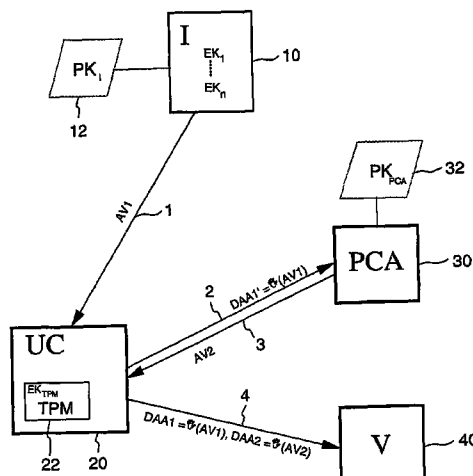 I
EK1
EKn
10
PKI
12
AV1
1
PKPCA
32
PCA
30
2
DAA1'=ϑ(AV1)
3
AV2
UC
EKTPM
TPM
22
20
4
DAA1=ϑ(AV1), DAA2=ϑ(AV2)
V
40